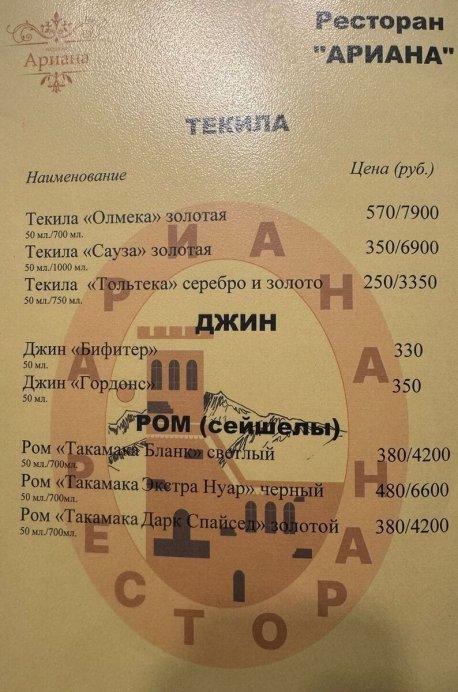 Ариана
Ресторан
"АРИАНА"
ТЕКИЛА
Наименование
Цена (руб.)
Текила «Олмека» золотая 570/7900
50 мл./700 мл.
Текила «Сауза» золотая 350/6900
50 мл./1000 мл.
Текила «Тольтека» серебро и золото 250/3350
50 мл./750 мл.
ДЖИН
Джин «Бифитер» 330
50 мл.
Джин «Гордонс» 350
50 мл.
РОМ (сейшелы)
Ром «Такамака Бланк» светлый 380/4200
50 мл./700мл.
Ром «Такамака Экстра Нуар» черный 480/6600
50 мл./700мл.
Ром «Такамака Дарк Спайсед» золотой 380/4200
50 мл./700мл.
АРИАНА
РЕСТОРАН